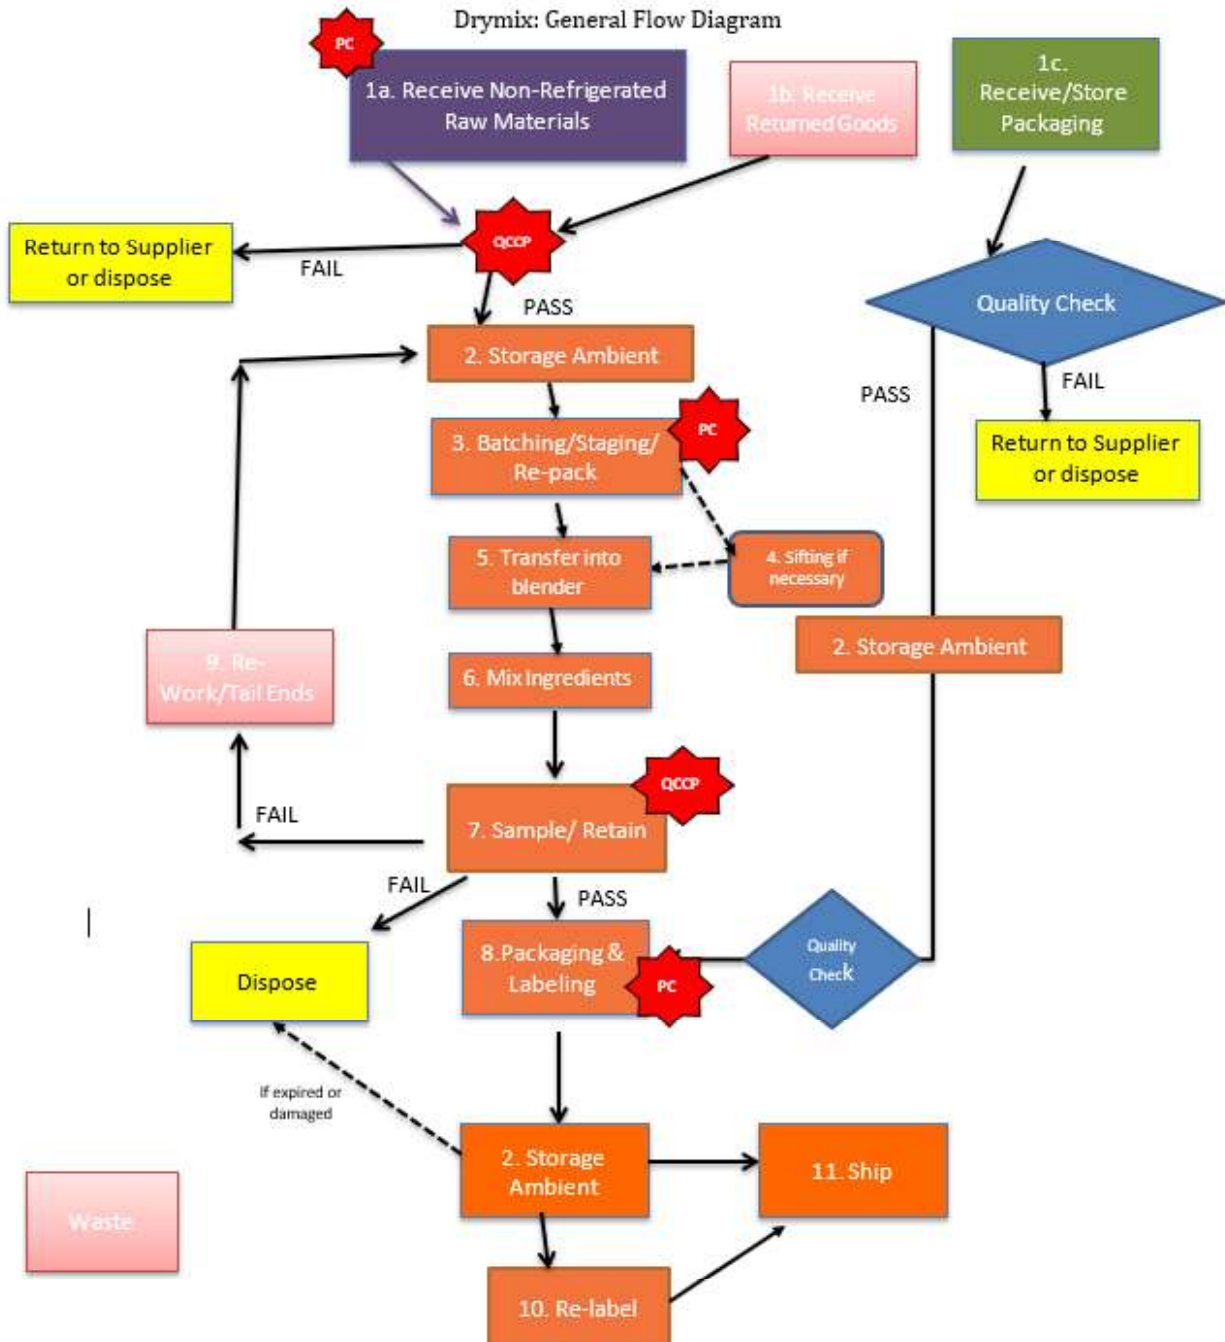 Drymix: General Flow Diagram
PC
1a. Receive Non-Refrigerated
Raw Materials
1b. Receive
Returned Goods
1c.
Receive/Store
Packaging
QCCP
Return to Supplier
or dispose
FAIL
PASS
Quality Check
2. Storage Ambient
PASS
FAIL
3. Batching/Staging/
Re-pack
PC
Return to Supplier
or dispose
5. Transfer into
blender
4. Sifting if
necessary
2. Storage Ambient
9. Re-
Work/Tail Ends
6. Mix Ingredients
QCCP
7. Sample/ Retain
FAIL
FAIL
PASS
8.Packaging &
Labeling
PC
Quality
Check
Dispose
If expired or
damaged
2. Storage
Ambient
11. Ship
Waste
10. Re-label